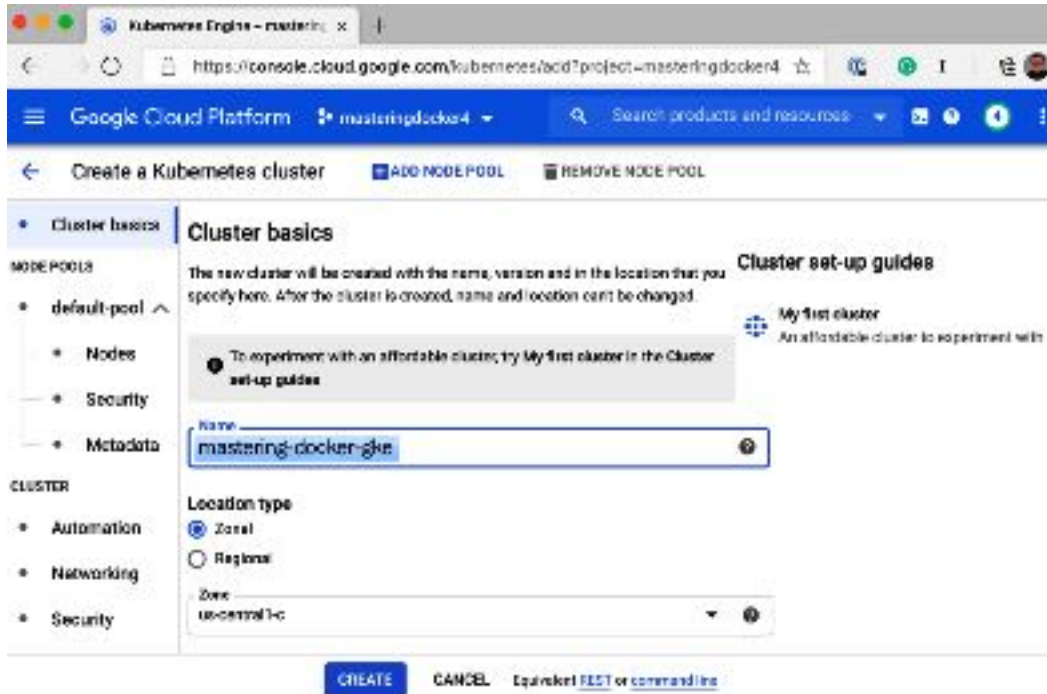 Kubernetes Engine – mastering
https://console.cloud.google.com/kubernetes/add?project=masteringdocker4
Google Cloud Platform
masteringdocker4
Search products and resources
Create a Kubernetes cluster
ADD NODE POOL
REMOVE NODE POOL
Cluster basics
NODE POOLS
default-pool
Nodes
Security
Metadata
CLUSTER
Automation
Networking
Security
Cluster basics
The new cluster will be created with the name, version and in the location that you
specify here. After the cluster is created, name and location can't be changed.
To experiment with an affordable cluster, try My first cluster in the Cluster
set-up guides
Name
mastering-docker-gke
Location type
Zonal
Regional
Zone
us-central1-c
Cluster set-up guides
My first cluster
An affordable cluster to experiment with
CREATE
CANCEL
Equivalent REST or command line